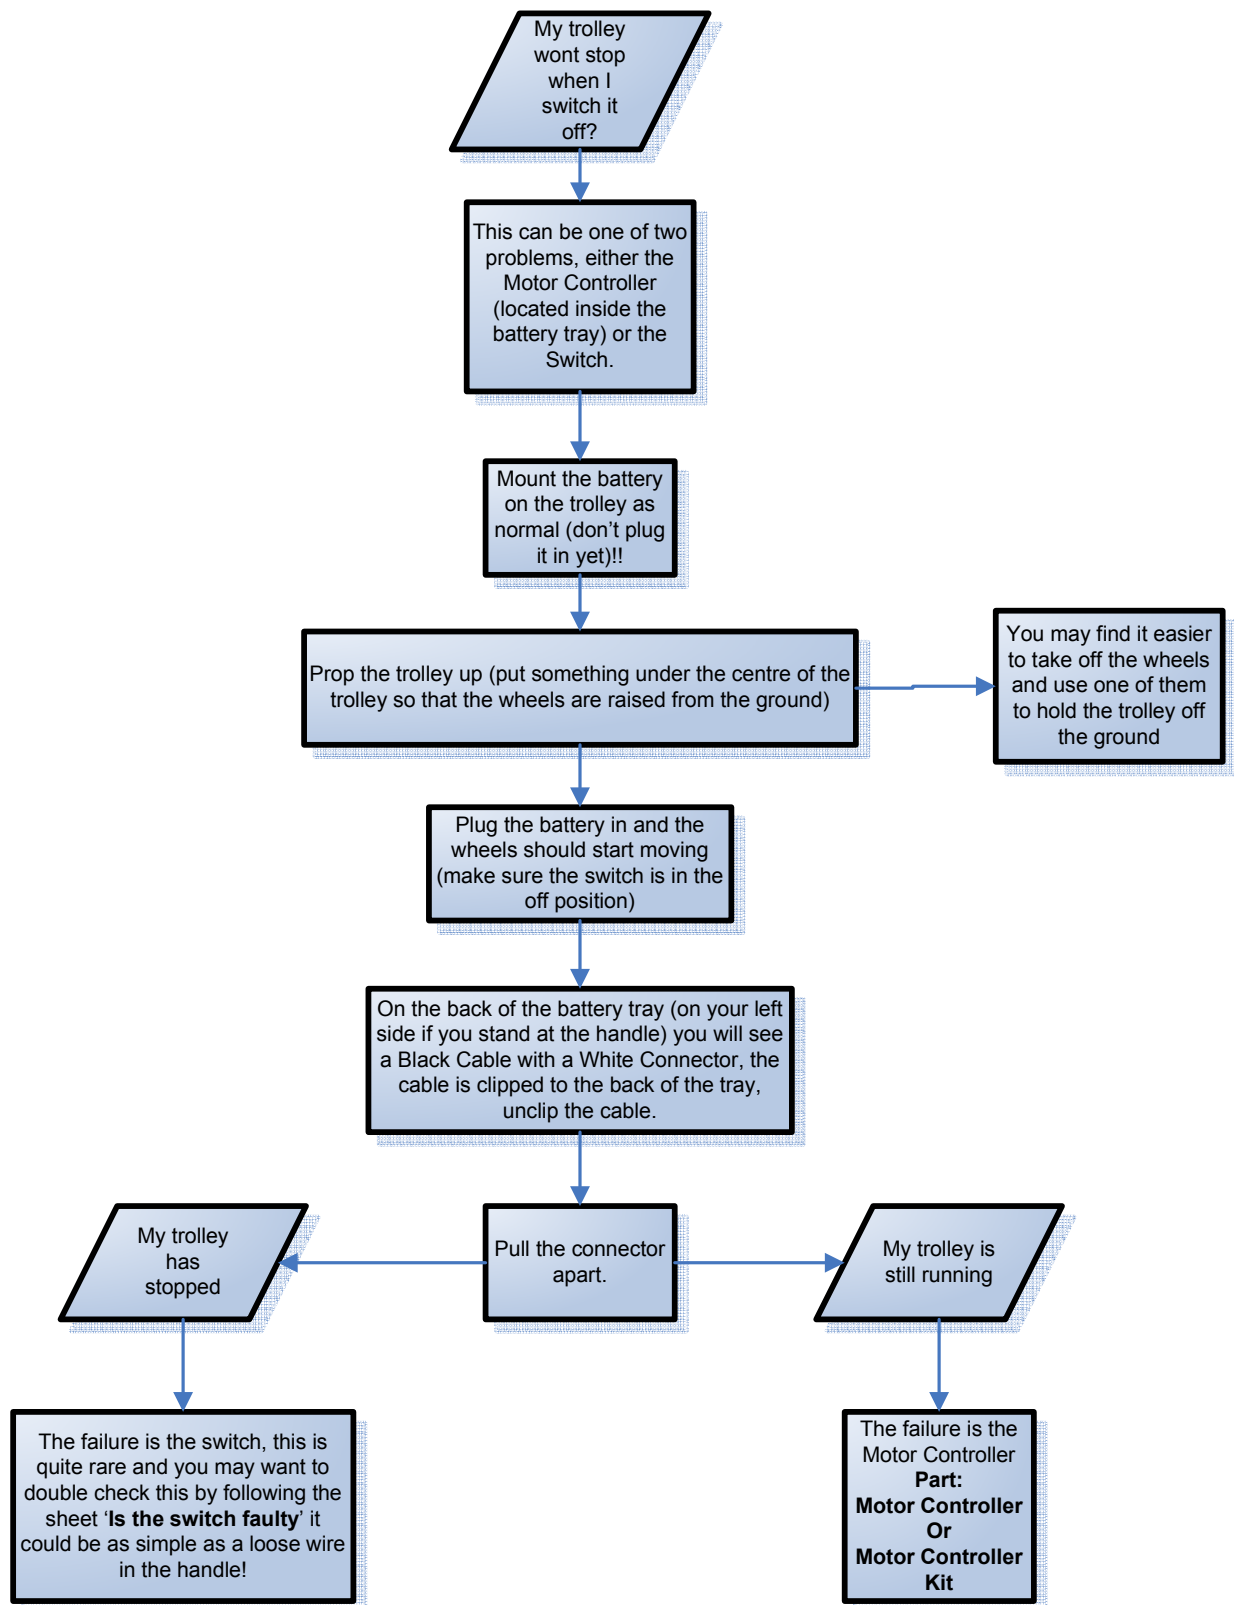 My trolley
wont stop
when I
switch it
off?
This can be one of two
problems, either the
Motor Controller
(located inside the
battery tray) or the
Switch.
Mount the battery
on the trolley as
normal (don't plug
it in yet)!!
Prop the trolley up (put something under the centre of the
trolley so that the wheels are raised from the ground)
You may find it easier
to take off the wheels
and use one of them
to hold the trolley off
the ground
Plug the battery in and the
wheels should start moving
(make sure the switch is in the
off position)
On the back of the battery tray (on your left
side if you stand at the handle) you will see
a Black Cable with a White Connector, the
cable is clipped to the back of the tray,
unclip the cable.
My trolley
has
stopped
Pull the connector
apart.
My trolley is
still running
The failure is the switch, this is
quite rare and you may want to
double check this by following the
sheet ‘Is the switch faulty’ it
could be as simple as a loose wire
in the handle!
The failure is the
Motor Controller
Part:
Motor Controller
Or
Motor Controller
Kit